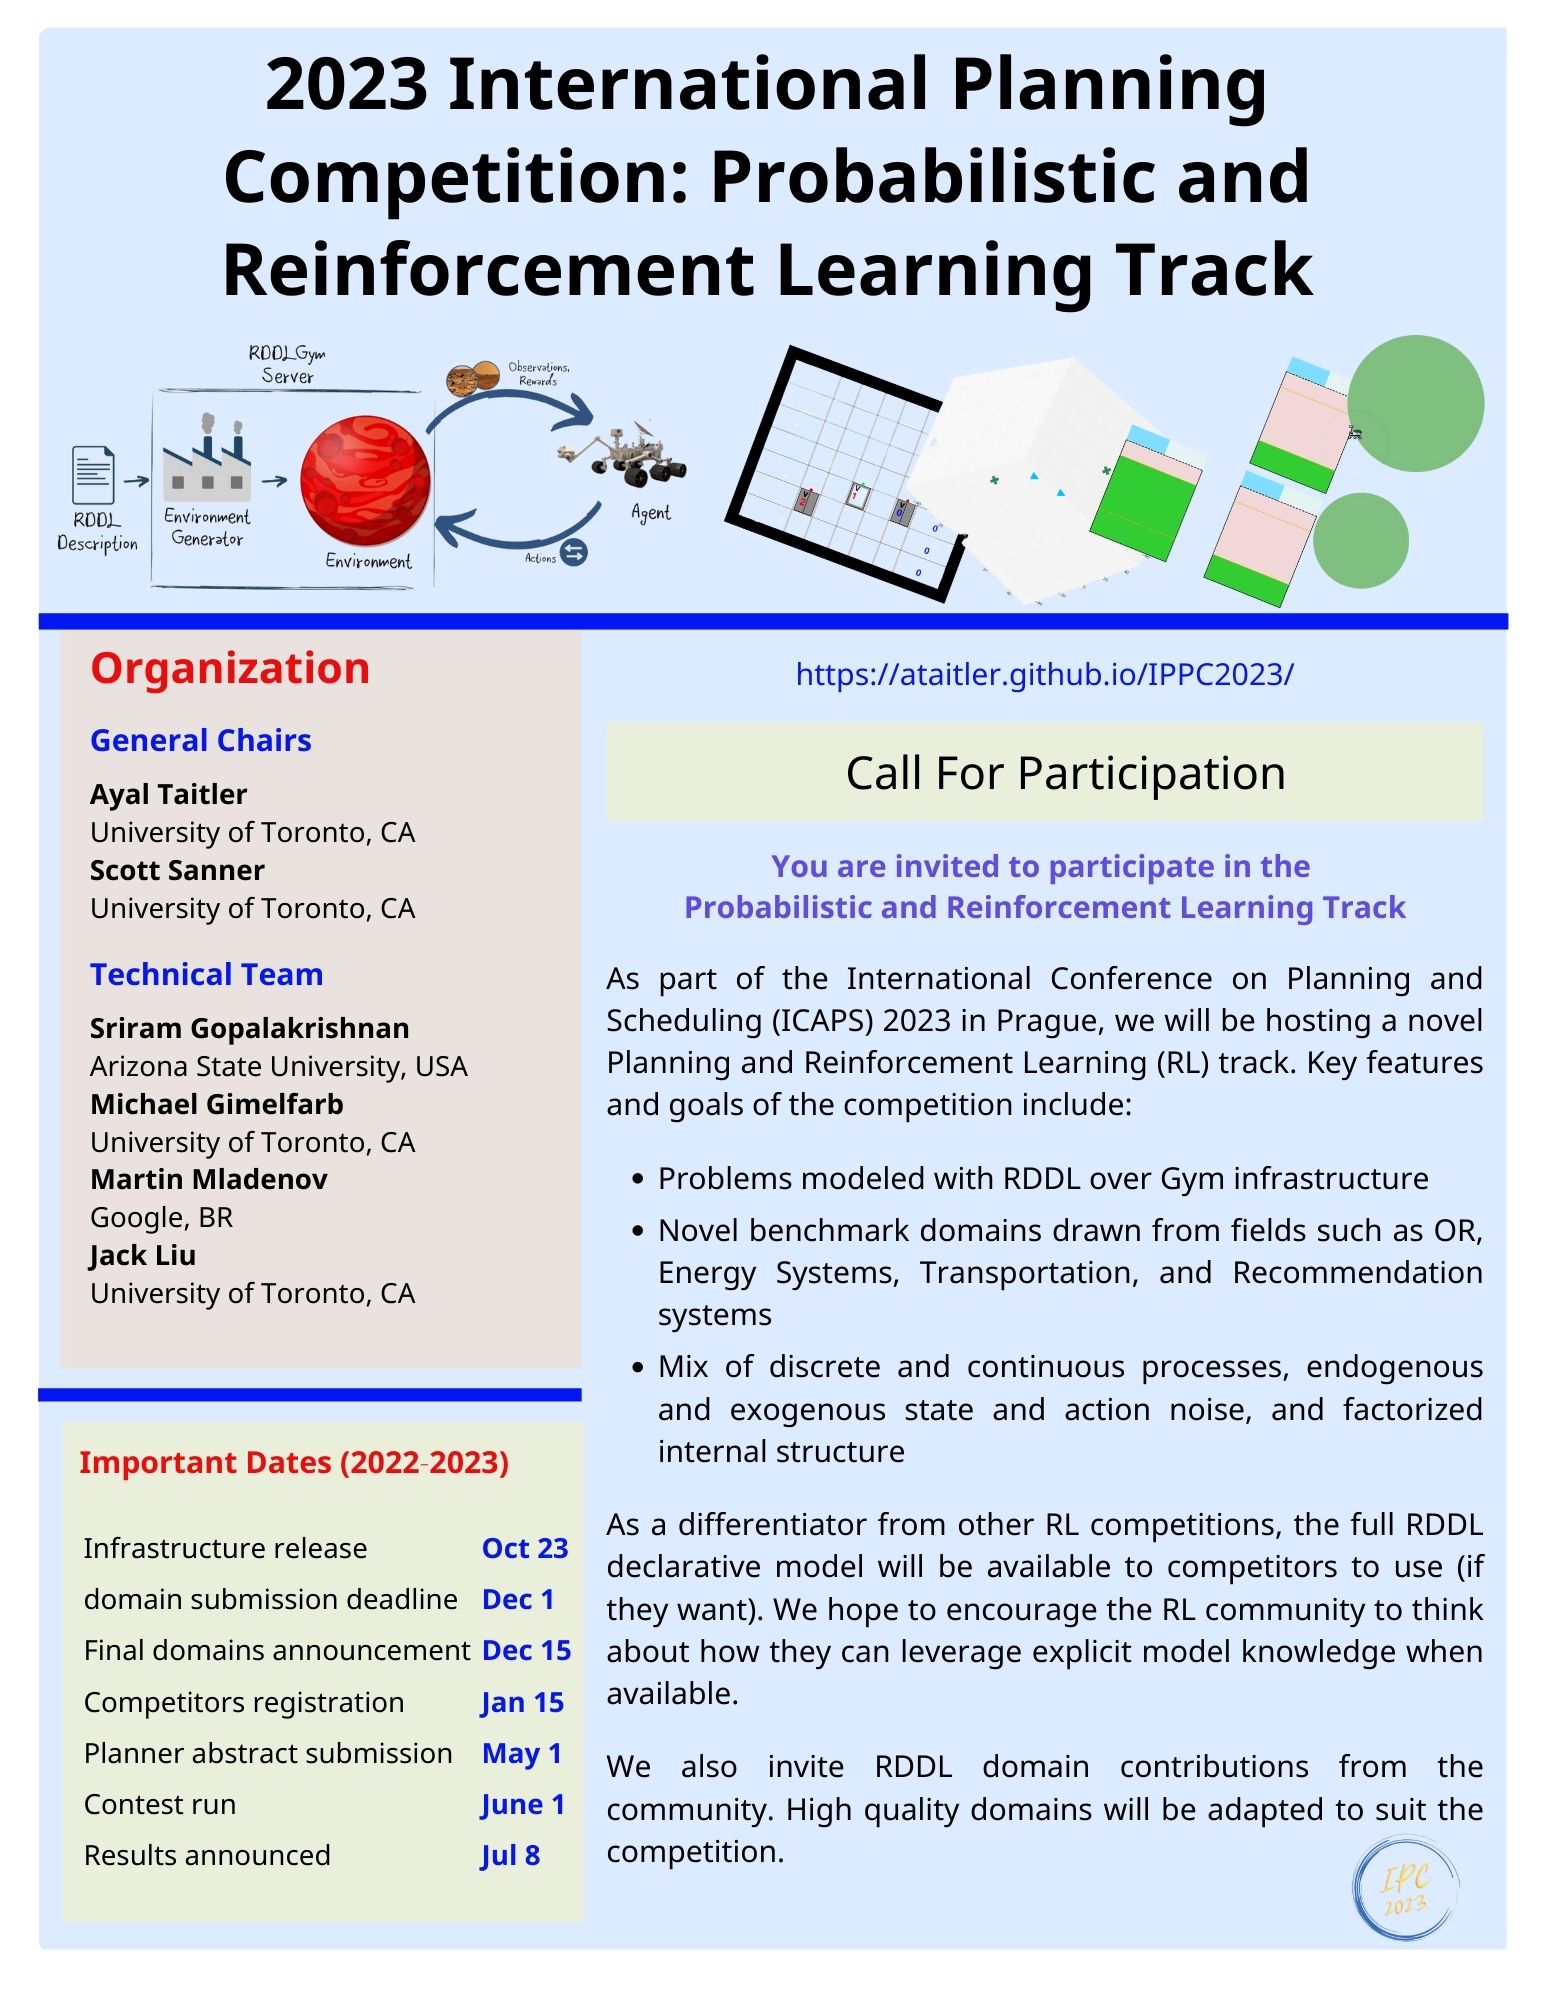 2023 International Planning
Competition: Probabilistic and
Reinforcement Learning Track
RDDLGym
Server
Observations,
Rewards
RDDL
Description
Environment
Generator
Environment
Agent
Actions
2
1
0
0
0
0
Organization
General Chairs
Ayal Taitler
University of Toronto, CA
Scott Sanner
University of Toronto, CA
Technical Team
Sriram Gopalakrishnan
Arizona State University, USA
Michael Gimelfarb
University of Toronto, CA
Martin Mladenov
Google, BR
Jack Liu
University of Toronto, CA
Important Dates (2022-2023)
Infrastructure release Oct 23
domain submission deadline Dec 1
Final domains announcement Dec 15
Competitors registration Jan 15
Planner abstract submission May 1
Contest run June 1
Results announced Jul 8
https://ataitler.github.io/IPPC2023/
Call For Participation
You are invited to participate in the
Probabilistic and Reinforcement Learning Track
As part of the International Conference on Planning and
Scheduling (ICAPS) 2023 in Prague, we will be hosting a novel
Planning and Reinforcement Learning (RL) track. Key features
and goals of the competition include:
• Problems modeled with RDDL over Gym infrastructure
• Novel benchmark domains drawn from fields such as OR,
Energy Systems, Transportation, and Recommendation
systems
• Mix of discrete and continuous processes, endogenous
and exogenous state and action noise, and factorized
internal structure
As a differentiator from other RL competitions, the full RDDL
declarative model will be available to competitors to use (if
they want). We hope to encourage the RL community to think
about how they can leverage explicit model knowledge when
available.
We also invite RDDL domain contributions from the
community. High quality domains will be adapted to suit the
competition.
IPC
2023